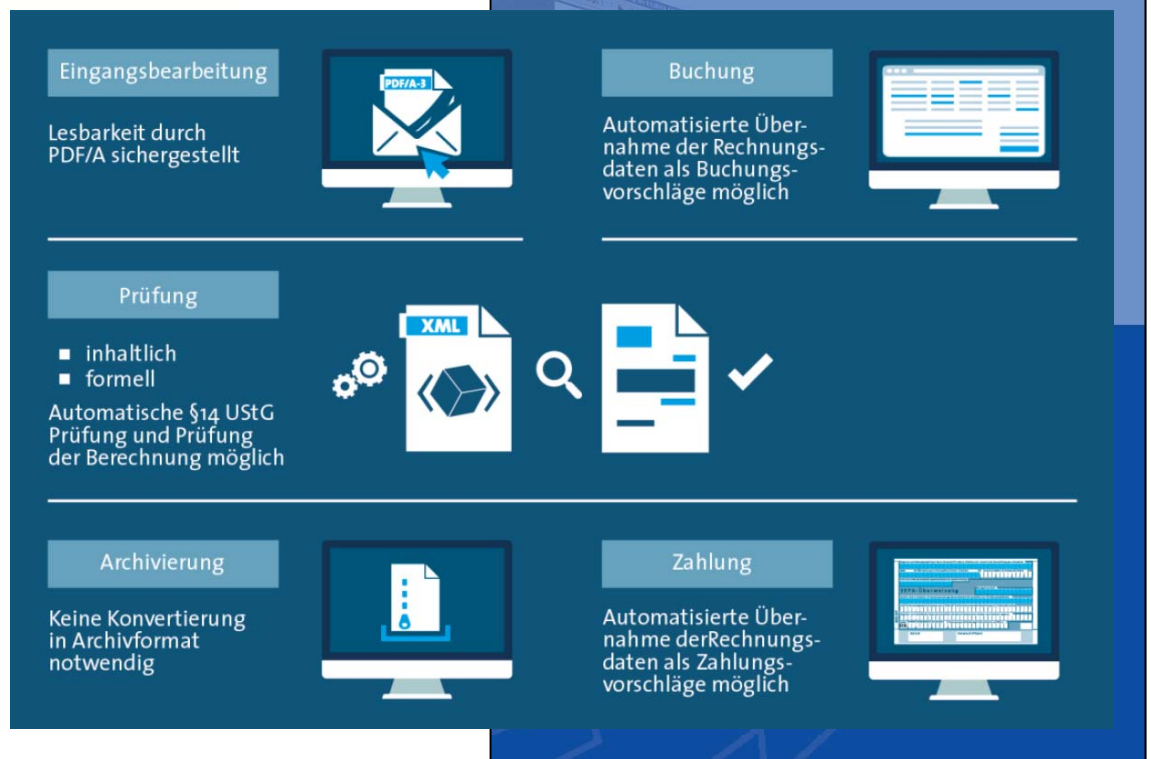 Eingangsbearbeitung
Lesbarkeit durch
PDF/A sichergestellt
PDF/A-3
Buchung
Automatisierte Über-
nahme der Rechnungs-
daten als Buchungs-
vorschläge möglich
Prüfung
▪ inhaltlich
▪ formell
Automatische §14 UStG
Prüfung und Prüfung
der Berechnung möglich
XML
Archivierung
Keine Konvertierung
in Archivformat
notwendig
Zahlung
Automatisierte Über-
nahme derRechnungs-
daten als Zahlungs-
vorschläge möglich
SEPA-Überweisung